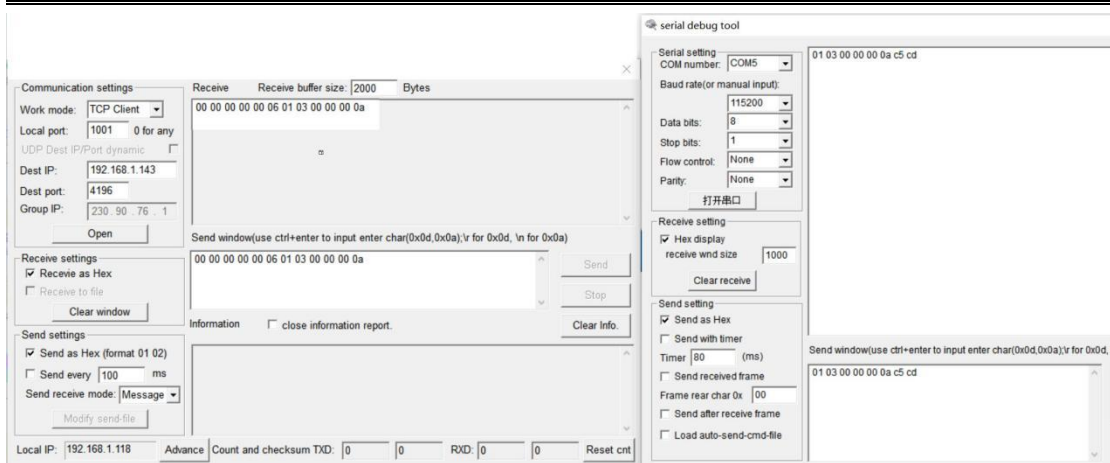 Communication settings
Work mode: TCP Client
Local port: 1001 0 for any
UDP Dest IP/Port dynamic
Dest IP: 192.168.1.143
Dest port: 4196
Group IP: 230 . 90 . 76 . 1
Open
Receive settings
Recevie as Hex
Receive to file
Clear window
Send settings
Send as Hex (format 01 02)
Send every 100 ms
Send receive mode: Message
Modify send-file
Local IP: 192.168.1.118 Advance Count and checksum TXD: 0 0 RXD: 0 0 Reset cnt
Receive Receive buffer size: 2000 Bytes
00 00 00 00 00 06 01 03 00 00 00 0a
Send window(use ctrl+enter to input enter char(0x0d,0x0a);\r for 0x0d, \n for 0x0a)
00 00 00 00 00 06 01 03 00 00 00 0a
Send
Stop
Information close information report. Clear Info.
serial debug tool
Serial setting
COM number: COM5
Baud rate(or manual input):
115200
Data bits: 8
Stop bits: 1
Flow control: None
Parity: None
打开串口
Receive setting
Hex display
receive wnd size 1000
Clear receive
Send setting
Send as Hex
Send with timer
Timer 80 (ms)
Send received frame
Frame rear char 0x 00
Send after receive frame
Load auto-send-cmd-file
01 03 00 00 00 0a c5 cd
Send window(use ctrl+enter to input enter char(0x0d,0x0a);\r for 0x0d,
01 03 00 00 00 0a c5 cd